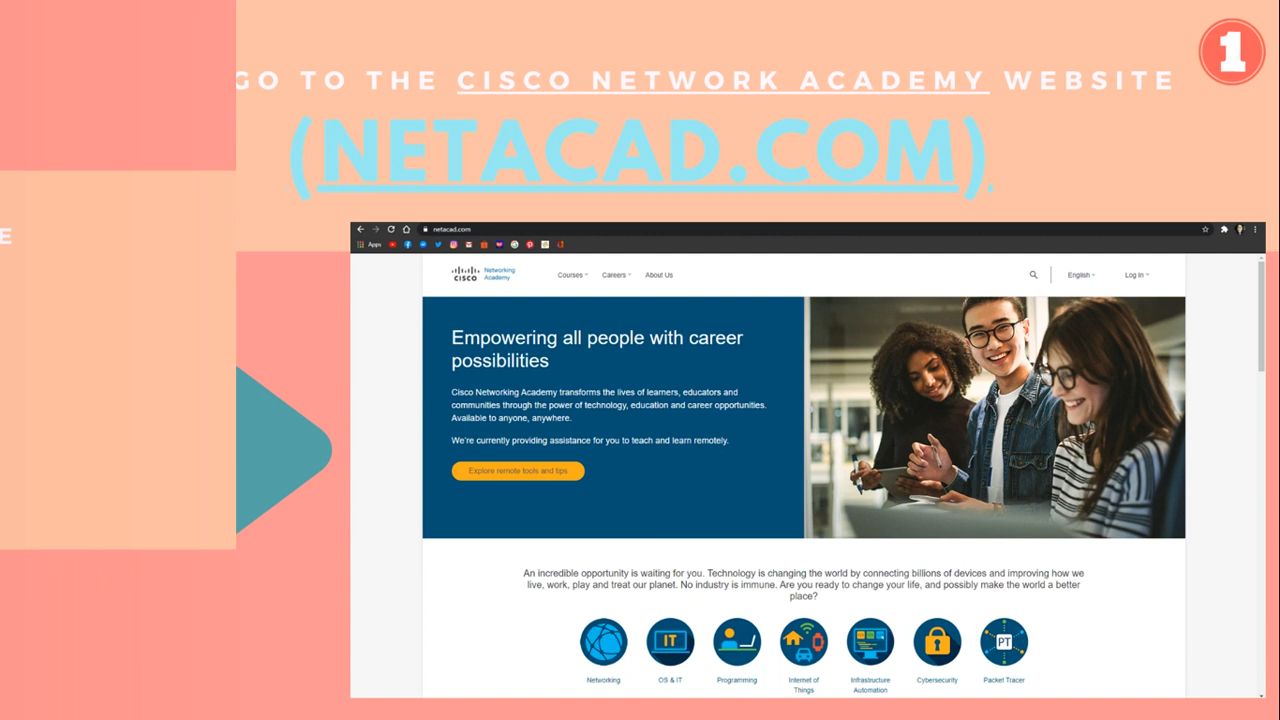 1
GO TO THE CISCO NETWORK ACADEMY WEBSITE
(NETACAD.COM).
E
netacad.com
Apps
CISCO
Networking
Academy
Courses
Careers
About Us
English
Log In
Empowering all people with career
possibilities
Cisco Networking Academy transforms the lives of learners, educators and
communities through the power of technology, education and career opportunities.
Available to anyone, anywhere.
We're currently providing assistance for you to teach and learn remotely.
Explore remote tools and tips
An incredible opportunity is waiting for you. Technology is changing the world by connecting billions of devices and improving how we
live, work, play and treat our planet. No industry is immune. Are you ready to change your life, and possibly make the world a better
place?
IT
PT
Networking
OS & IT
Programming
Internet of
Things
Infrastructure
Automation
Cybersecurity
Packet Tracer